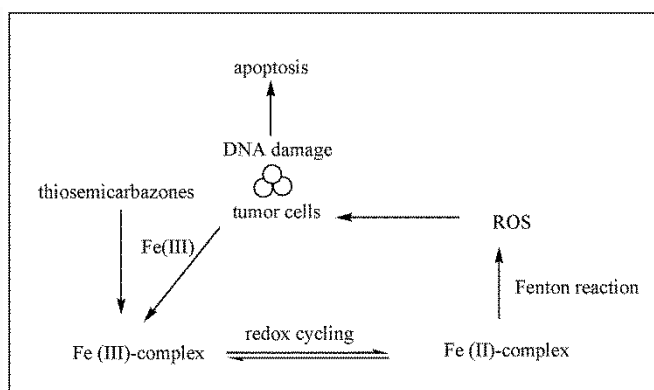 apoptosis
DNA damage
thiosemicarbazones
tumor cells
ROS
Fe(III)
Fenton reaction
redox cycling
Fe (III)-complex
Fe (II)-complex